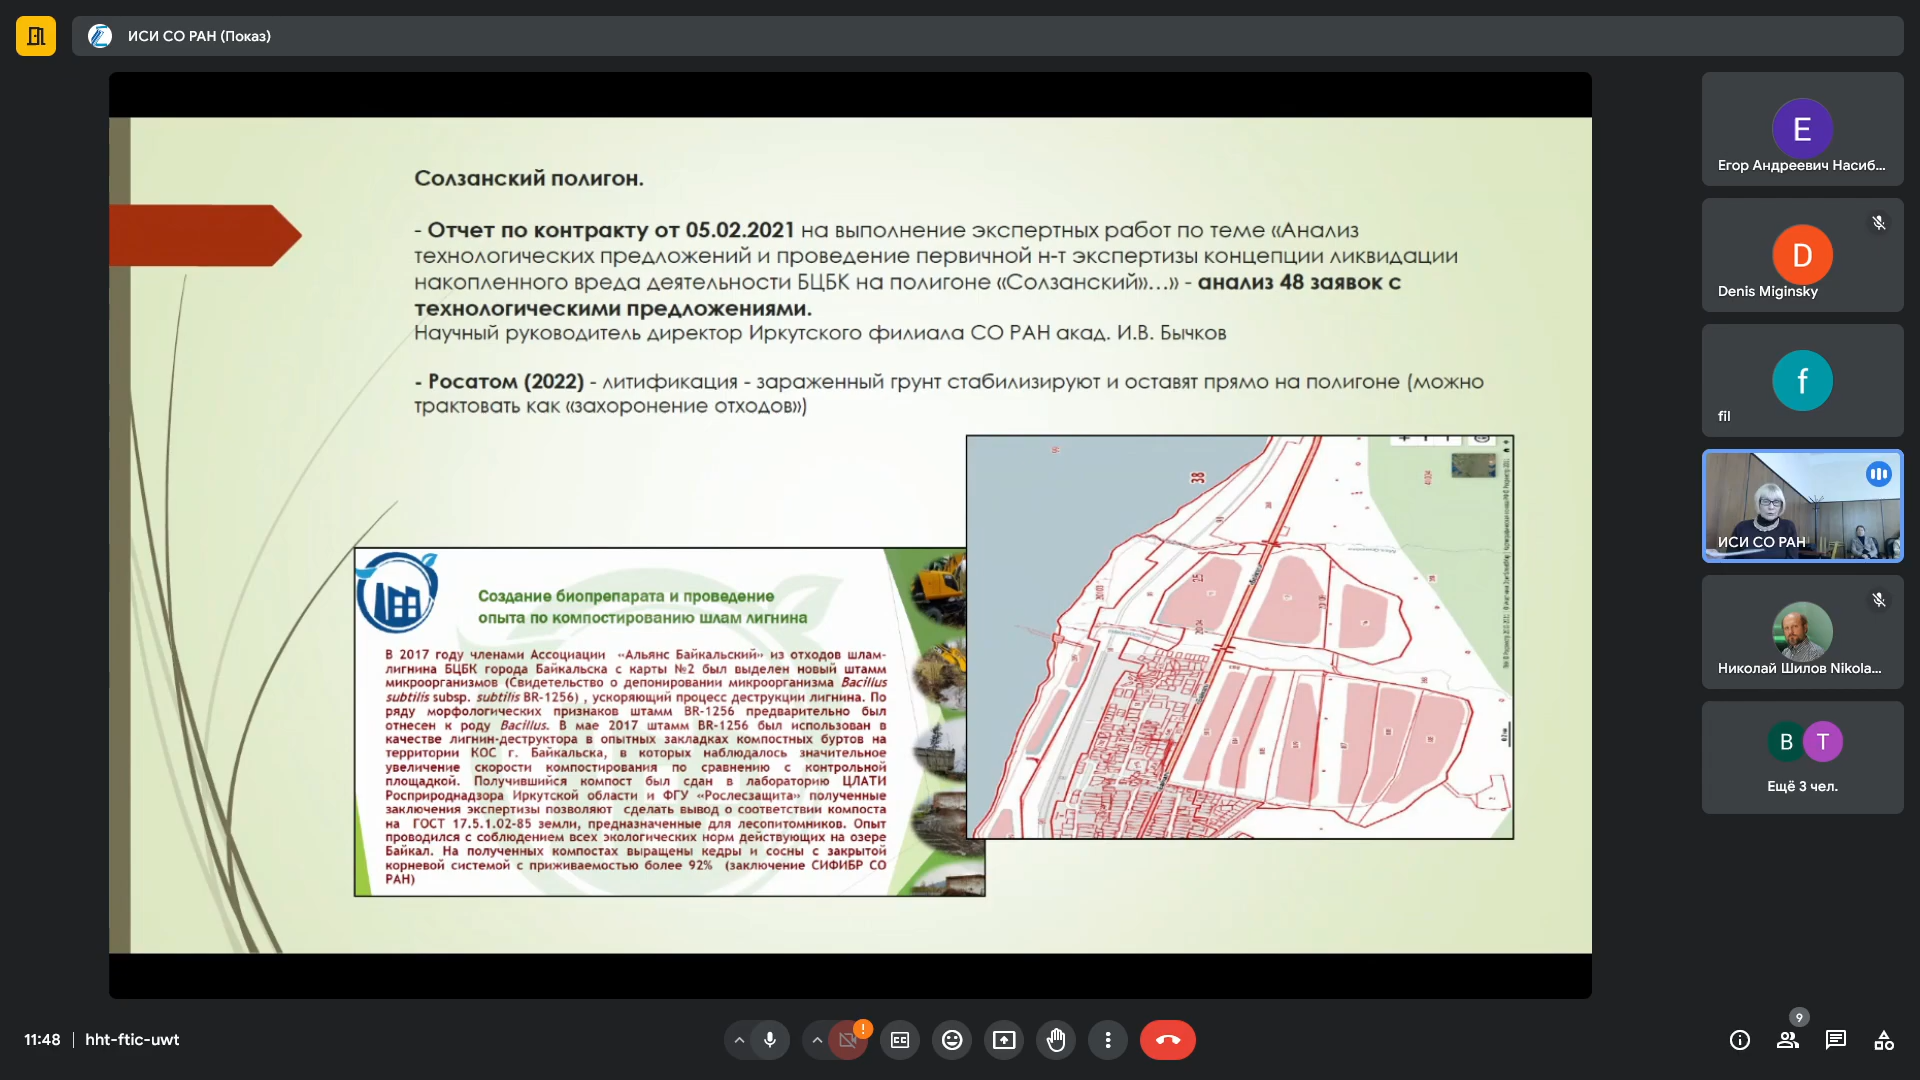 ИСИ СО РАН (Показ)
Солзанский полигон.
- Отчет по контракту от 05.02.2021 на выполнение экспертных работ по теме «Анализ
технологических предложений и проведение первичной н-т экспертизы концепции ликвидации
накопленного вреда деятельности БЦБК на полигоне «Солзанский»...» - анализ 48 заявок с
технологическими предложениями.
Научный руководитель директор Иркутского филиала СО РАН акад. И.В. Бычков
- Росатом (2022) - литификация - зараженный грунт стабилизируют и оставят прямо на полигоне (можно
трактовать как «захоронение отходов»)
Создание биопрепарата и проведение
опыта по компостированию шлам лигнина
В 2017 году членами Ассоциации «Альянс Байкальский» из отходов шлам-
лигнина БЦБК города Байкальска с карты №2 был выделен новый штамм
микроорганизмов (Свидетельство о депонировании микроорганизма Bacillus
subtilis subsp. subtilis BR-1256) , ускоряющий процесс деструкции лигнина. По
ряду морфологических признаков штамм BR-1256 предварительно был
отнесен к роду Bacillus. В мае 2017 штамм BR-1256 был использован в
качестве лигнин-деструктора в опытных закладках компостных буртов на
территории КОС г. Байкальска, в которых наблюдалось значительное
увеличение скорости компостирования по сравнению с контрольной
площадкой. Получившийся компост был сдан в лабораторию ЦЛАТИ
Росприроднадзора Иркутской области и ФГУ «Рослесзащита» полученные
заключения экспертизы позволяют сделать вывод о соответствии компоста
на ГОСТ 17.5.1.02-85 земли, предназначенные для лесопитомников. Опыт
проводился с соблюдением всех экологических норм действующих на озере
Байкал. На полученных компостах выращены кедры и сосны с закрытой
корневой системой с приживаемостью более 92% (заключение СИФИБР СО
РАН)
38
25
E
Егор Андреевич Насиб...
D
Denis Miginsky
f
fil
ИСИ СО РАН
Николай Шилов Nikola...
B T
Ещё 3 чел.
11:48 | hht-ftic-uwt
9